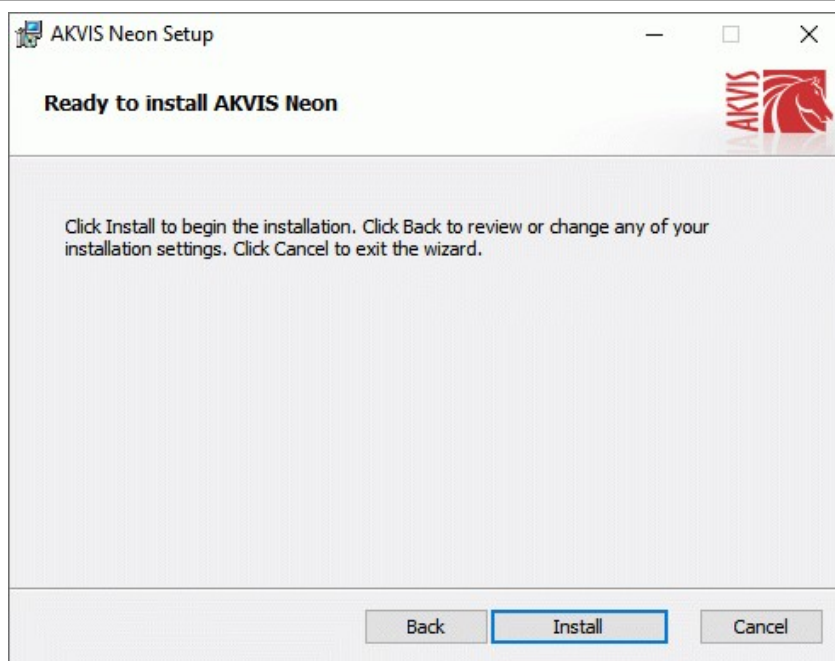 AKVIS Neon Setup
Ready to install AKVIS Neon
AKVIS
Click Install to begin the installation. Click Back to review or change any of your
installation settings. Click Cancel to exit the wizard.
Back
Install
Cancel